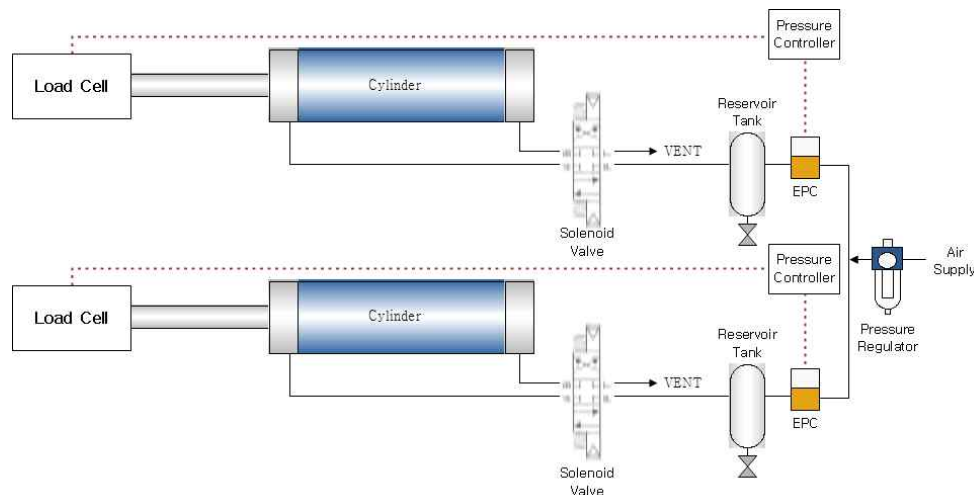 Pressure
Controller
Load Cell
Cylinder
Reservoir
Tank
VENT
EPC
Solenoid
Valve
Pressure
Controller
Air
Supply
Load Cell
Cylinder
Pressure
Regulator
Reservoir
Tank
VENT
EPC
Solenoid
Valve